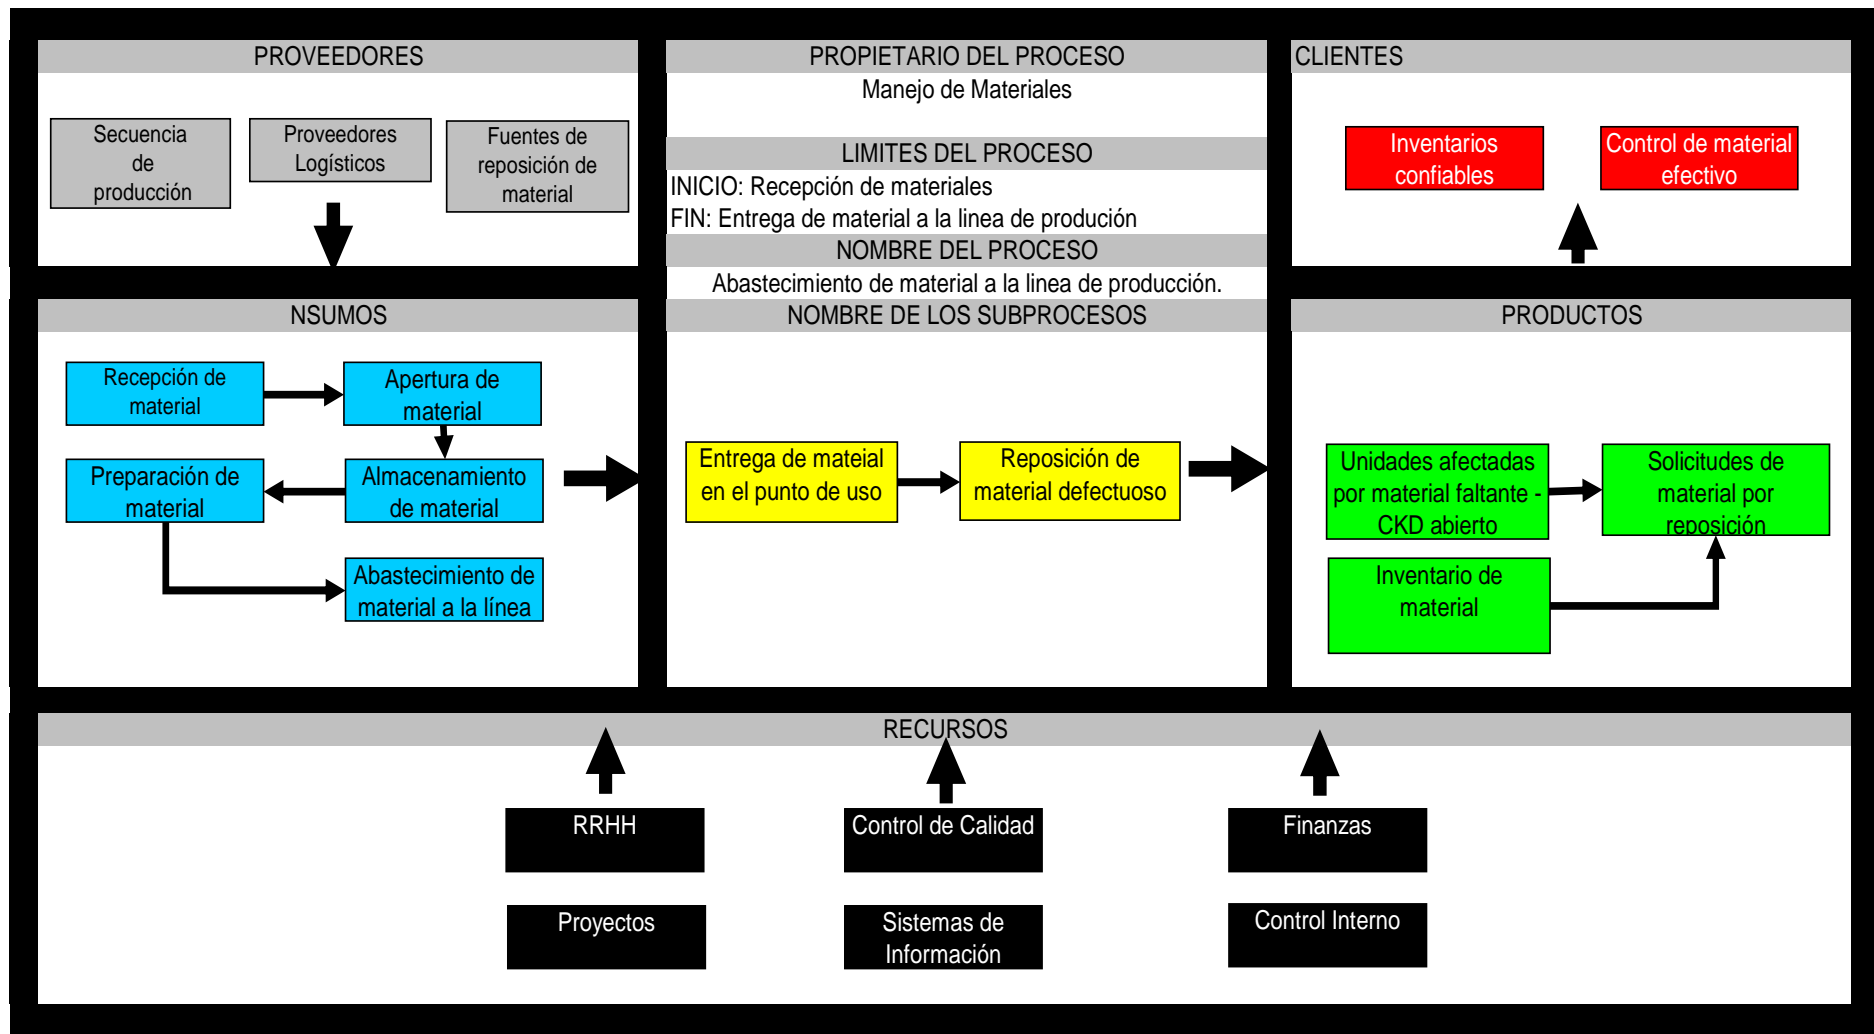 PROVEEDORES
Secuencia
de
producción
Proveedores
Logísticos
Fuentes de
reposición de
material
PROPIETARIO DEL PROCESO
Manejo de Materiales
LIMITES DEL PROCESO
INICIO: Recepción de materiales
FIN: Entrega de material a la linea de produción
NOMBRE DEL PROCESO
Abastecimiento de material a la linea de producción.
CLIENTES
Inventarios
confiables
Control de material
efectivo
NSUMOS
Recepción de
material
Apertura de
material
Preparación de
material
Almacenamiento
de material
Abastecimiento de
material a la línea
NOMBRE DE LOS SUBPROCESOS
Entrega de mateial
en el punto de uso
Reposición de
material defectuoso
PRODUCTOS
Unidades afectadas
por material faltante -
CKD abierto
Solicitudes de
material por
reposición
Inventario de
material
RECURSOS
RRHH
Control de Calidad
Finanzas
Proyectos
Sistemas de
Información
Control Interno